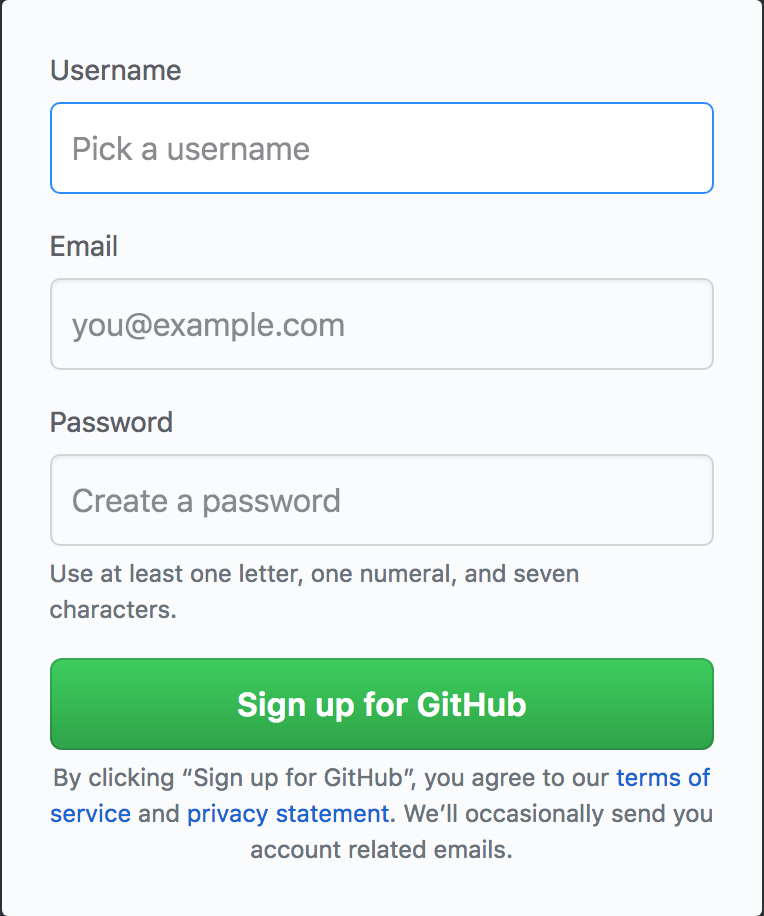 Username
Pick a username
Email
you@example.com
Password
Create a password
Use at least one letter, one numeral, and seven
characters.
Sign up for GitHub
By clicking “Sign up for GitHub”, you agree to our terms of
service and privacy statement. We’ll occasionally send you
account related emails.